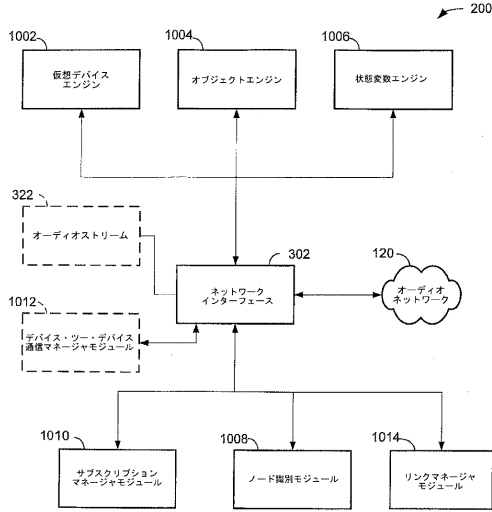 200
1002
1004
1006
仮想デバイス
エンジン
オブジェクトエンジン
状態変数エンジン
322
オーディオストリーム
302
ネットワーク
インターフェース
120
オーディオ
ネットワーク
1012
デバイス・ツー・デバイス
通信マネージャモジュール
1010
サブスクリプション
マネージャモジュール
1008
ノード識別モジュール
1014
リンクマネージャ
モジュール